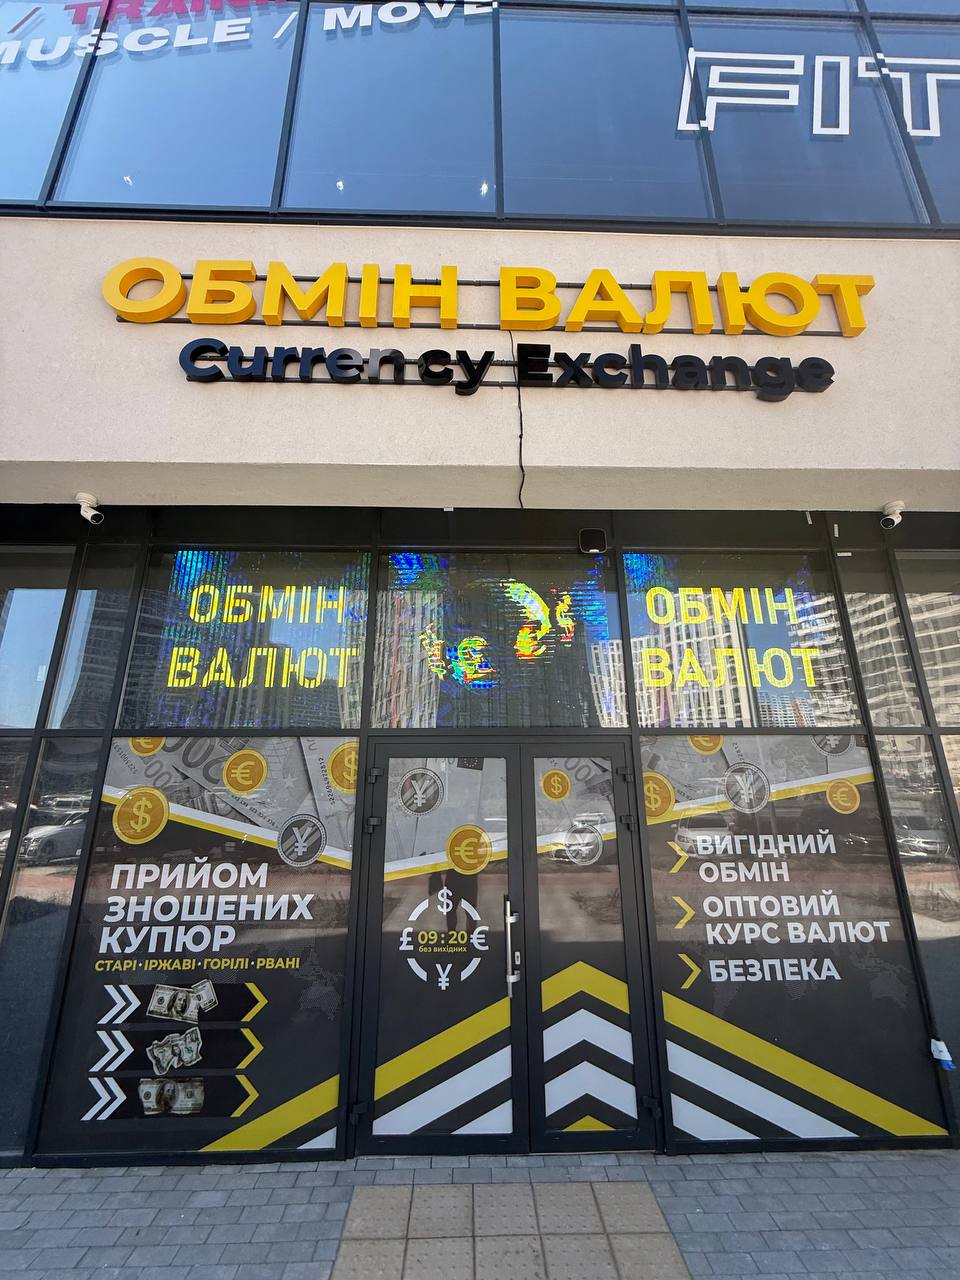 / TRAINI
MUSCLE / MOVE
FIT
ОБМІН ВАЛЮТ
Currency Exchange
ОБМІН
ВАЛЮТ
ОБМІН
ВАЛЮТ
ПРИЙОМ
ЗНОШЕНИХ
КУПЮР
СТАРІ·ІРЖАВІ·ГОРІЛІ·РВАНІ
$
£ 09:20 €
без вихідних
¥
ВИГІДНИЙ
ОБМІН
ОПТОВИЙ
КУРС ВАЛЮТ
БЕЗПЕКА